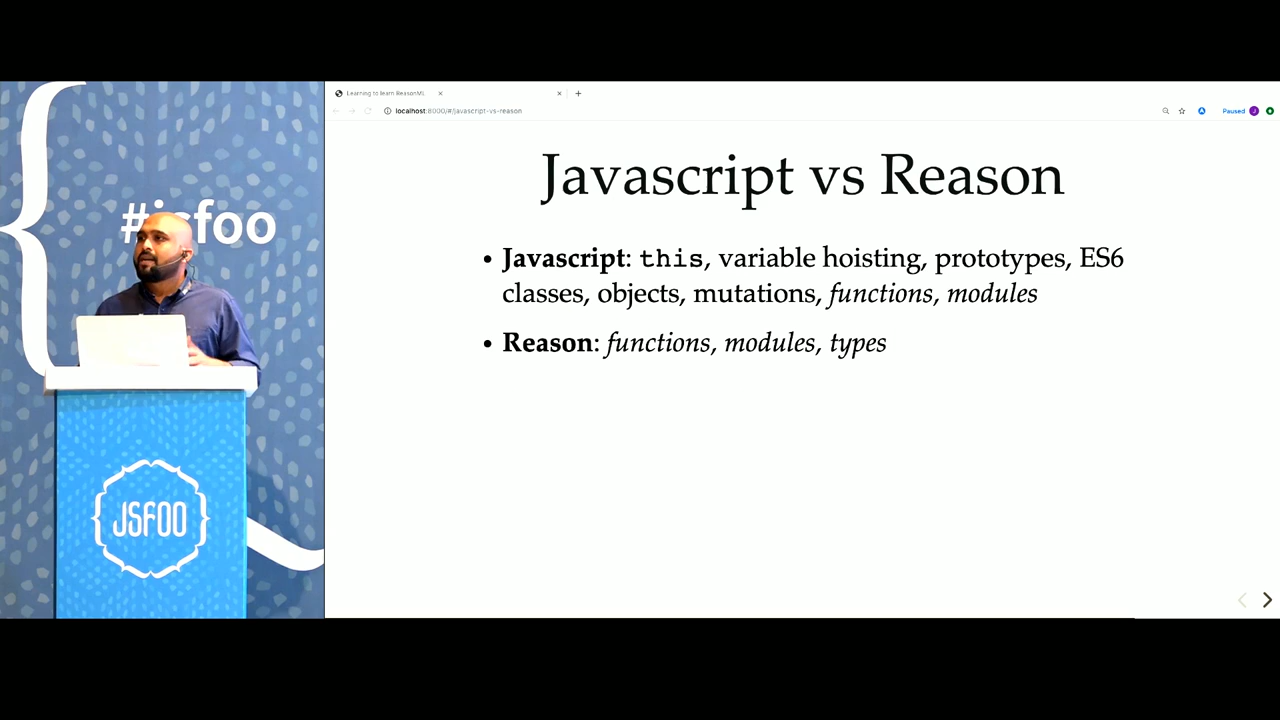 #jsfoo
JSFOO
Learning to learn ReasonML
localhost:8000/#/javascript-vs-reason
Paused
J
Javascript vs Reason
• Javascript: this, variable hoisting, prototypes, ES6
classes, objects, mutations, functions, modules
• Reason: functions, modules, types